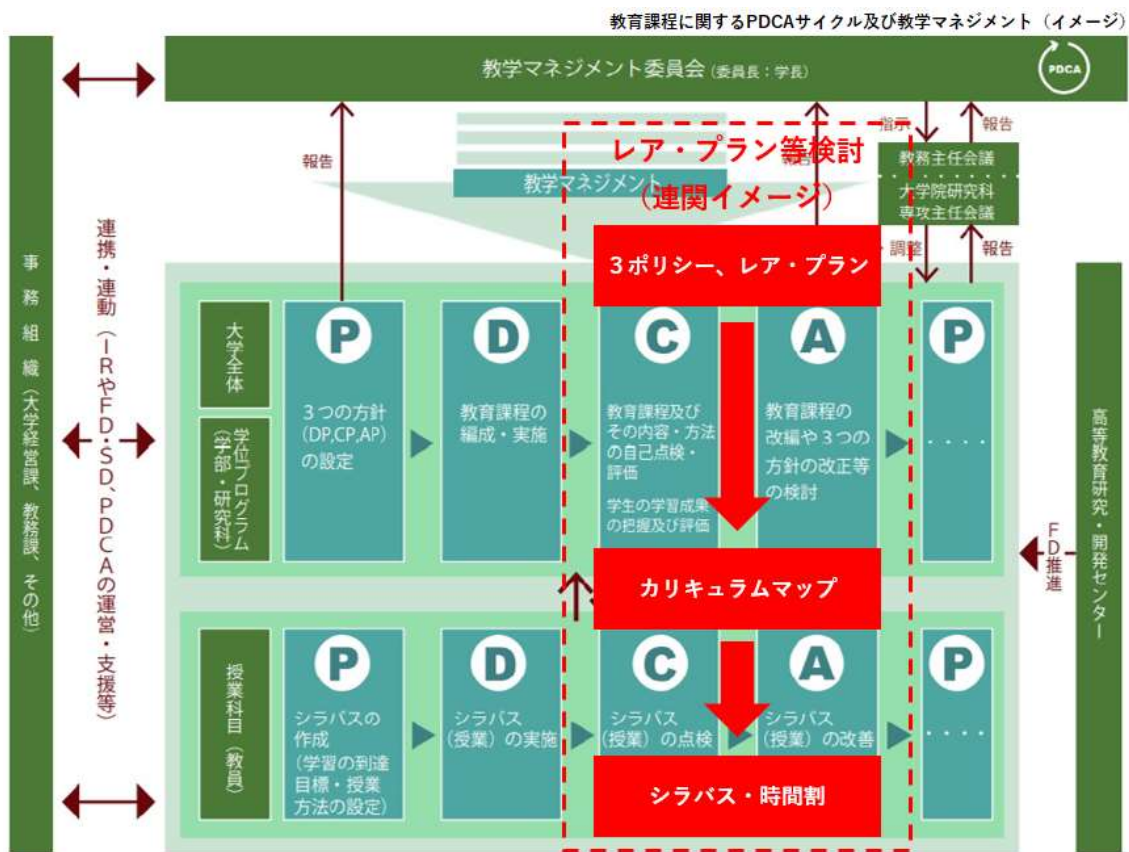 教育課程に関するPDCAサイクル及び教学マネジメント（イメージ）
教学マネジメント委員会（委員長：学長）
PDCA
報告
教学マネジメント
レア・プラン等検討
（連関イメージ）
報告
指示
報告
教務主任会議
大学院研究科
専攻主任会議
・調整
報告
3ポリシー、レア・プラン
事務組織（大学経営課、教務課、その他）
連携・連動（IRやFD・SD、PDCAの運営・支援等）
大学全体
学位プログラム
（学部・研究科）
P
3つの方針
（DP,CP,AP）
の設定
D
教育課程の
編成・実施
C
教育課程及び
その内容・方法
の自己点検・
評価
学生の学習成果
の把握及び評価
A
教育課程の
改編や3つの
方針の改正等
の検討
P
‥‥
カリキュラムマップ
授業科目（教員）
P
シラバスの
作成
（学習の到達
目標・授業
方法の設定）
D
シラバス
（授業）の実施
C
シラバス
（授業）の点検
A
シラバス
（授業）の改善
P
‥‥
シラバス・時間割
FD推進
高等教育研究・開発センター